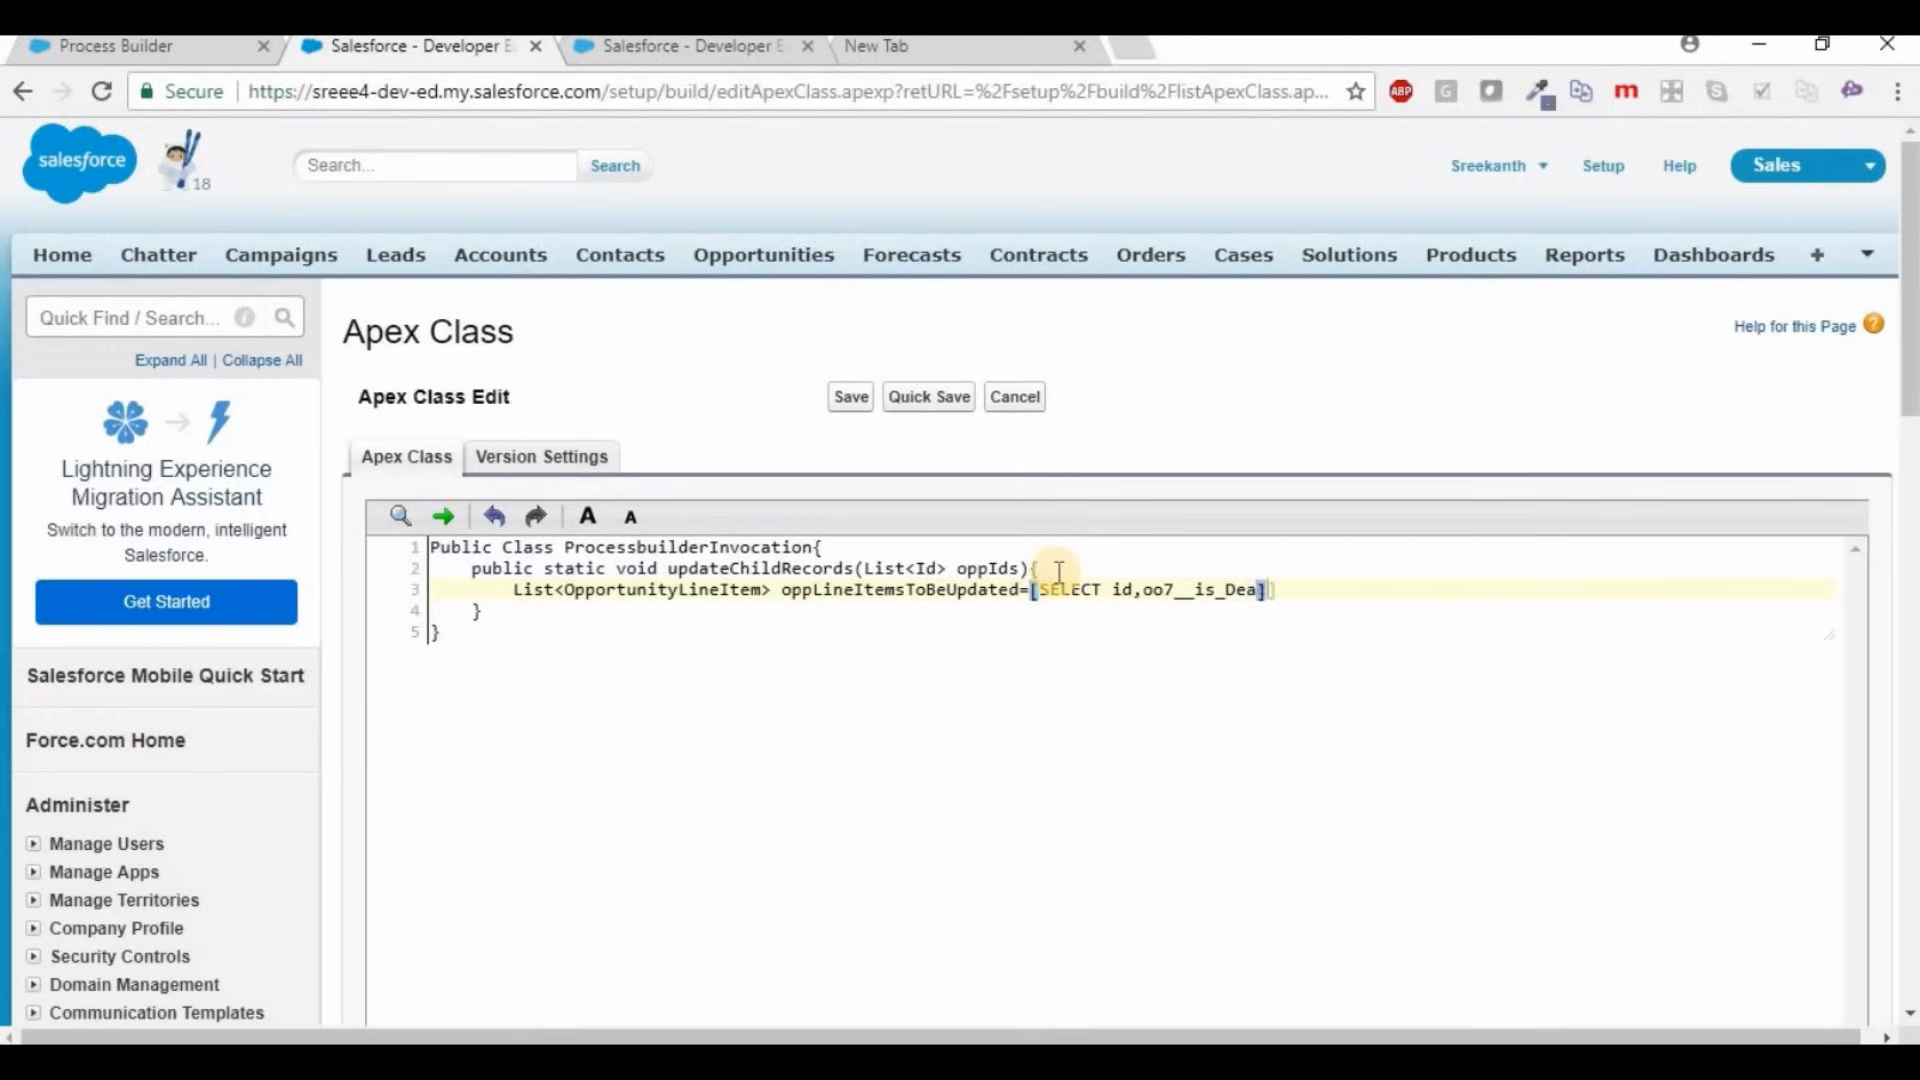 Process Builder
Salesforce - Developer E
Salesforce - Developer E
New Tab
Secure
https://sreee4-dev-ed.my.salesforce.com/setup/build/editApexClass.apexp?retURL=%2Fsetup%2Fbuild%2FlistApexClass.ap...
ABP
G
m
salesforce
18
Search...
Search
Sreekanth
Setup
Help
Sales
Home
Chatter
Campaigns
Leads
Accounts
Contacts
Opportunities
Forecasts
Contracts
Orders
Cases
Solutions
Products
Reports
Dashboards
+
Quick Find / Search...
Expand All | Collapse All
Lightning Experience
Migration Assistant
Switch to the modern, intelligent
Salesforce.
Get Started
Salesforce Mobile Quick Start
Force.com Home
Administer
Manage Users
Manage Apps
Manage Territories
Company Profile
Security Controls
Domain Management
Communication Templates
Apex Class
Help for this Page ?
Apex Class Edit
Save
Quick Save
Cancel
Apex Class
Version Settings
A A
1 Public Class ProcessbuilderInvocation{
2 public static void updateChildRecords(List<Id> oppIds){
3 List<OpportunityLineItem> oppLineItemsToBeUpdated=[SELECT id,oo7__is_Dea]]
4 }
5 }